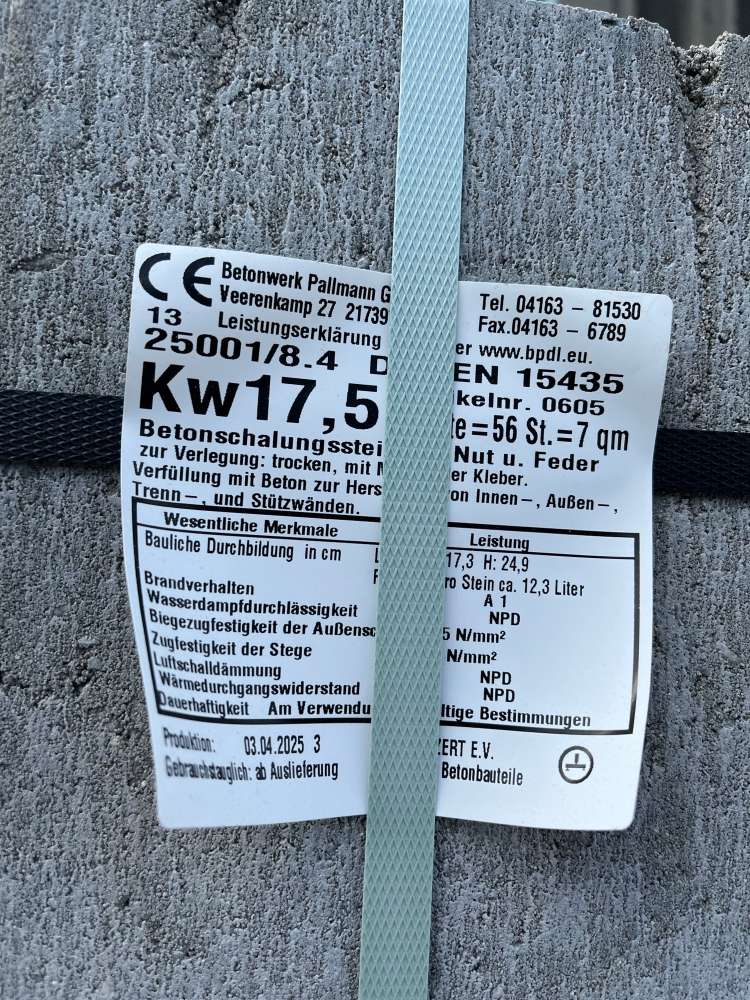 CE Betonwerk Pallmann G
Veerenkamp 27 21739
Tel. 04163 - 81530
Fax.04163 - 6789
13 Leistungserklärung er www.bpdl.eu.
25001/8.4 D EN 15435
Kw17,5 kelnr. 0605
te=56 St.=7 qm
Betonschalungsstei Nut u. Feder
zur Verlegung: trocken, mit N er Kleber.
Verfüllung mit Beton zur Hers on Innen-, Außen-,
Trenn-, und Stützwänden.
Wesentliche Merkmale Leistung
Bauliche Durchbildung in cm L 17,3 H: 24,9
F ro Stein ca. 12,3 Liter
Brandverhalten A 1
Wasserdampfdurchlässigkeit NPD
Biegezugfestigkeit der Außensc 5 N/mm²
Zugfestigkeit der Stege N/mm²
Luftschalldämmung NPD
Wärmedurchgangswiderstand NPD
Dauerhaftigkeit Am Verwendu ltige Bestimmungen
Produktion: 03.04.2025 3 ZERT E.V.
Gebrauchstauglich: ab Auslieferung Betonbauteile